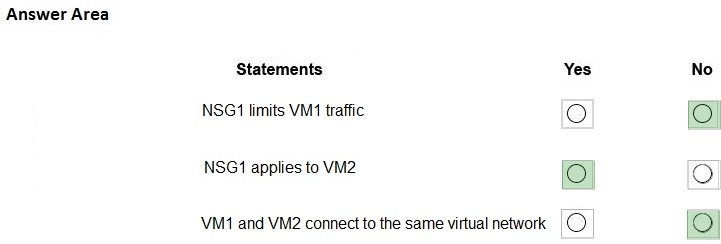 Answer Area
Statements Yes No
NSG1 limits VM1 traffic
NSG1 applies to VM2
VM1 and VM2 connect to the same virtual network